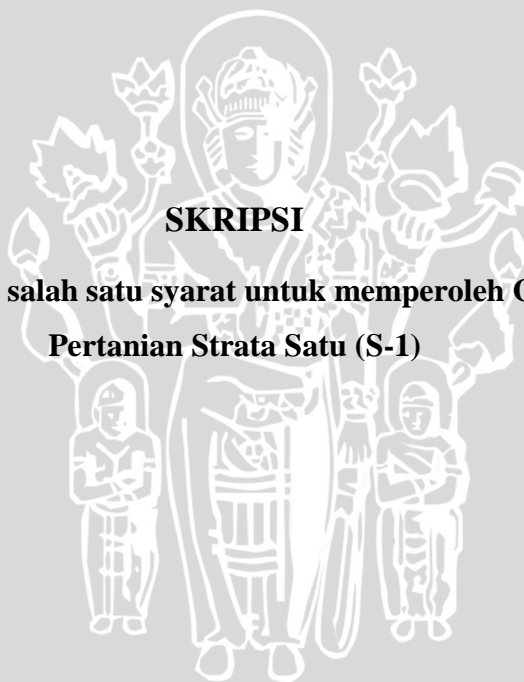 SKRIPSI
salah satu syarat untuk memperoleh
Pertanian Strata Satu (S-1)